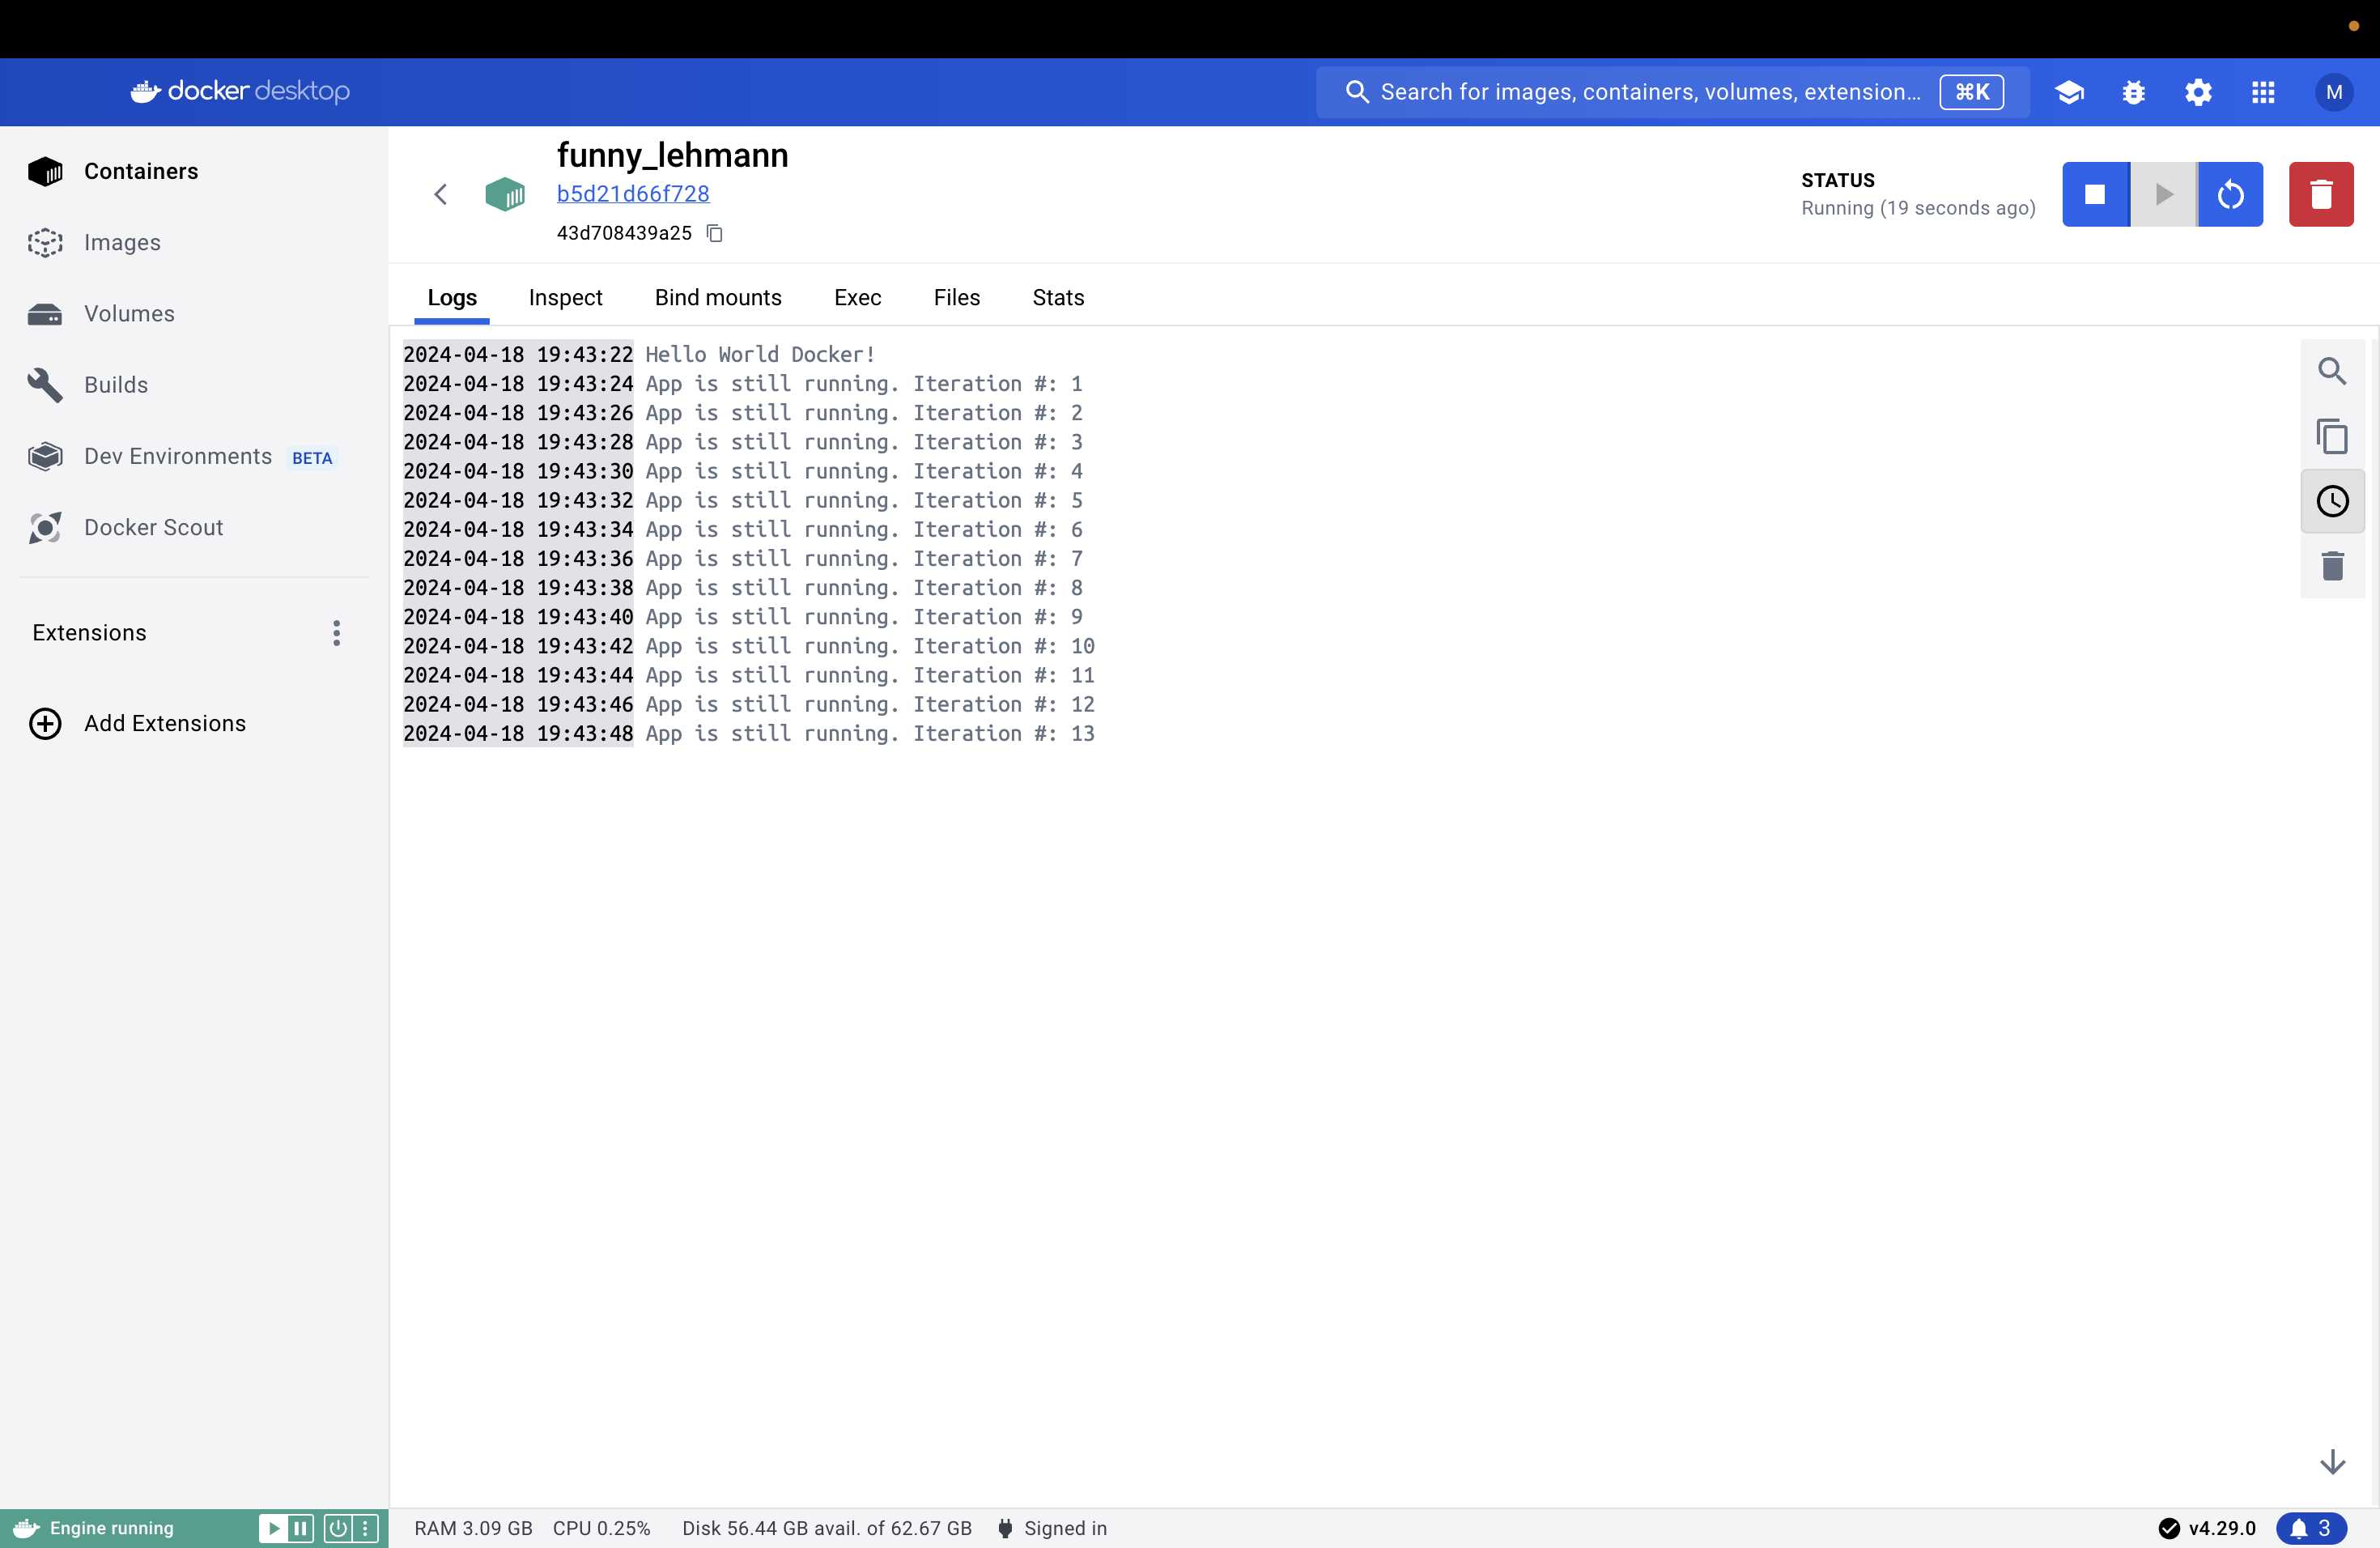 docker desktop
Search for images, containers, volumes, extension... ⌘K
M
Containers
Images
Volumes
Builds
Dev Environments BETA
Docker Scout
Extensions
Add Extensions
funny_lehmann
b5d21d66f728
43d708439a25
STATUS
Running (19 seconds ago)
Logs Inspect Bind mounts Exec Files Stats
2024-04-18 19:43:22 Hello World Docker!
2024-04-18 19:43:24 App is still running. Iteration #: 1
2024-04-18 19:43:26 App is still running. Iteration #: 2
2024-04-18 19:43:28 App is still running. Iteration #: 3
2024-04-18 19:43:30 App is still running. Iteration #: 4
2024-04-18 19:43:32 App is still running. Iteration #: 5
2024-04-18 19:43:34 App is still running. Iteration #: 6
2024-04-18 19:43:36 App is still running. Iteration #: 7
2024-04-18 19:43:38 App is still running. Iteration #: 8
2024-04-18 19:43:40 App is still running. Iteration #: 9
2024-04-18 19:43:42 App is still running. Iteration #: 10
2024-04-18 19:43:44 App is still running. Iteration #: 11
2024-04-18 19:43:46 App is still running. Iteration #: 12
2024-04-18 19:43:48 App is still running. Iteration #: 13
Engine running
RAM 3.09 GB CPU 0.25% Disk 56.44 GB avail. of 62.67 GB Signed in
v4.29.0 3